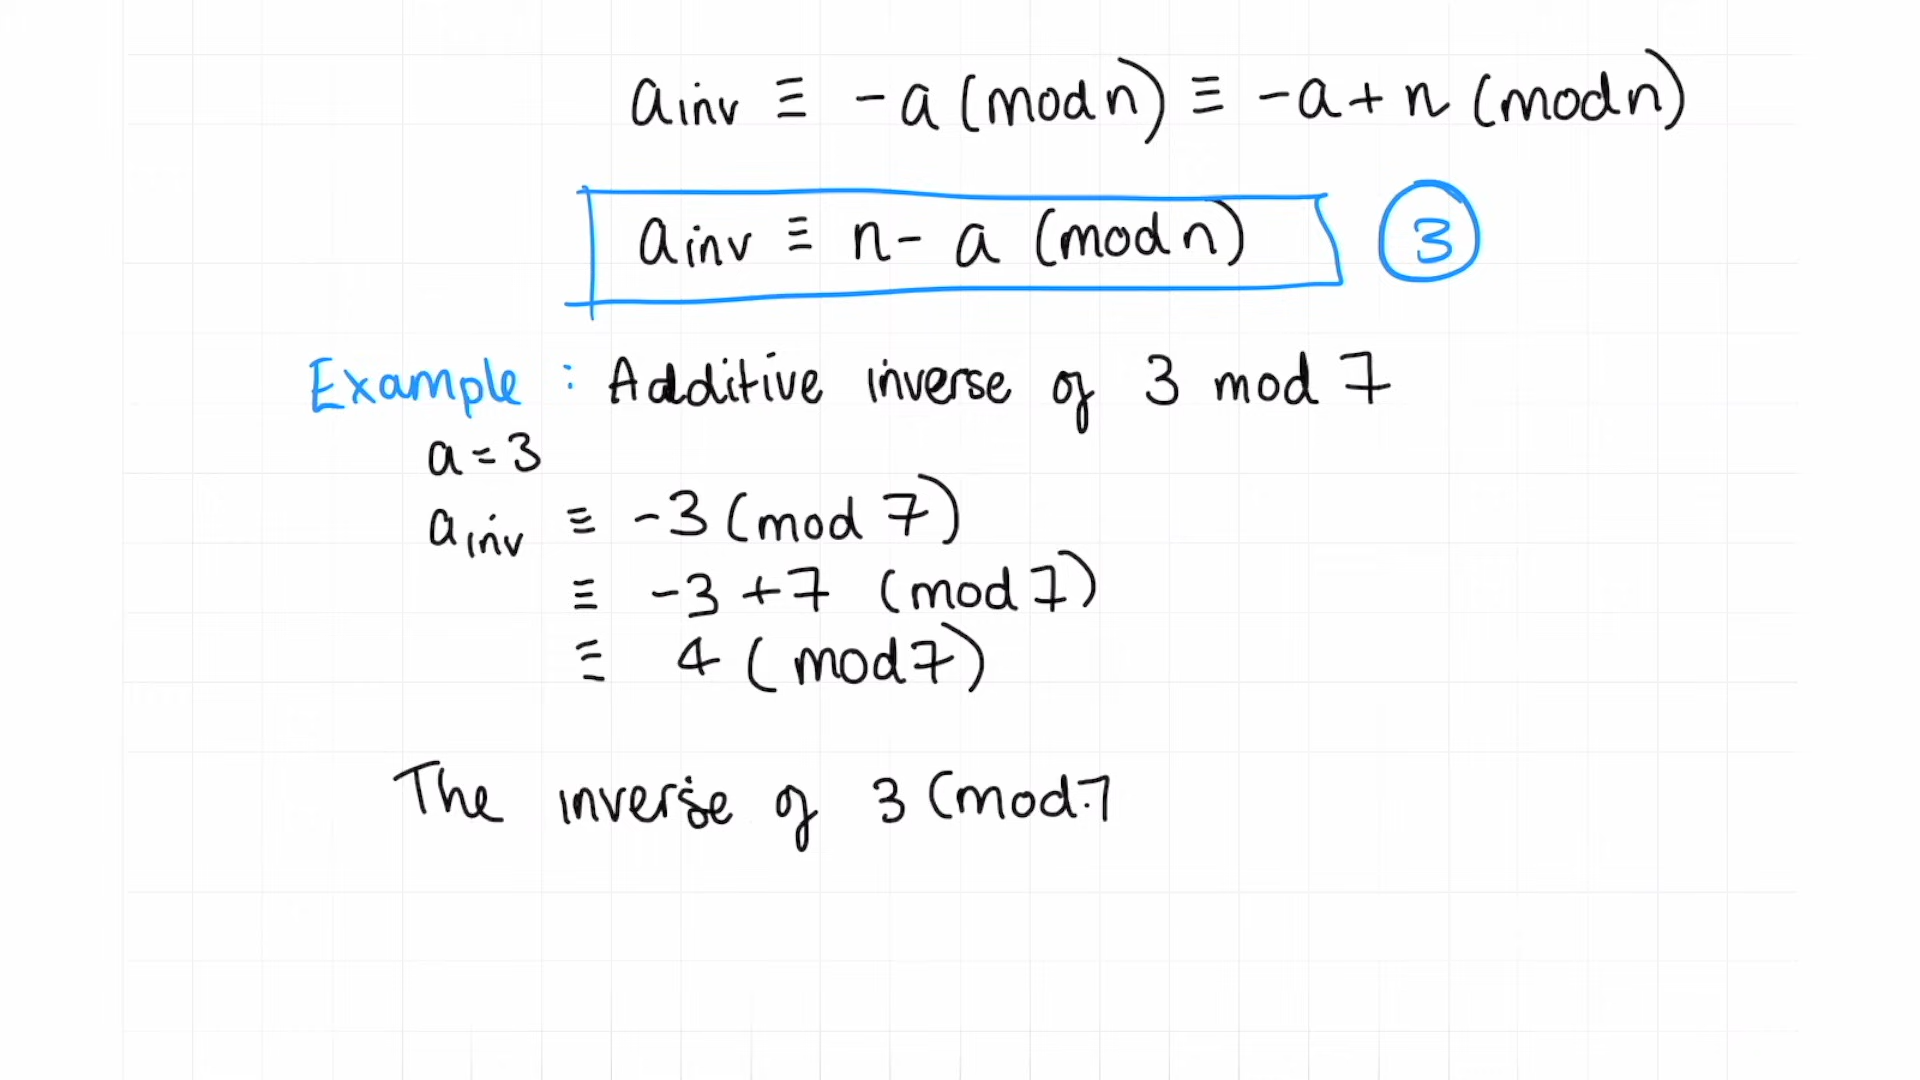 ainv ≡ -a (mod n) ≡ -a + n (mod n)
ainv ≡ n - a (mod n) 3
Example : Additive inverse of 3 mod 7
a = 3
ainv ≡ -3 (mod 7)
≡ -3 + 7 (mod 7)
≡ 4 (mod 7)
The inverse of 3 (mod 7